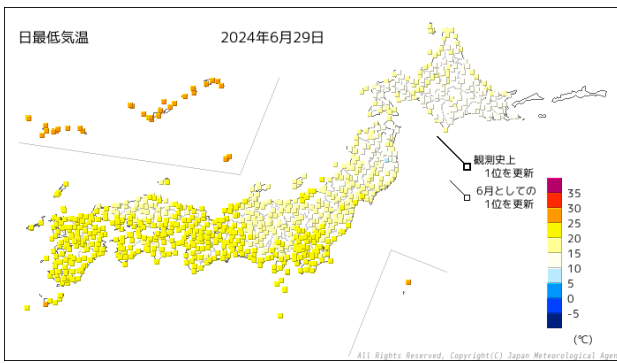 日最低気温
2024年6月29日
観測史上
1位を更新
6月としての
1位を更新
35
30
25
20
15
10
5
0
-5
(℃)
All Rights Reserved, Copyright(C) Japan Meteorological Agen